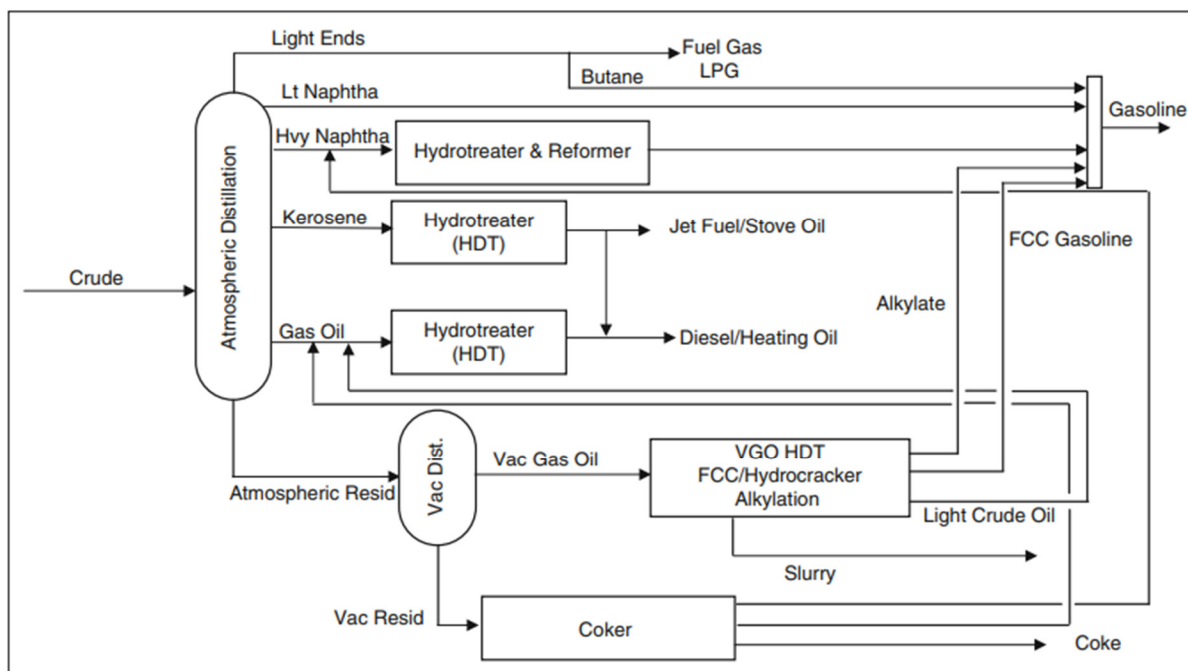 Light Ends
Fuel Gas
LPG
Butane
Lt Naphtha
Gasoline
Hvy Naphtha
Hydrotreater & Reformer
Atmospheric Distillation
Kerosene
Hydrotreater
(HDT)
Jet Fuel/Stove Oil
FCC Gasoline
Crude
Alkylate
Gas Oil
Hydrotreater
(HDT)
Diesel/Heating Oil
Vac Dist.
Vac Gas Oil
VGO HDT
FCC/Hydrocracker
Alkylation
Atmospheric Resid
Light Crude Oil
Slurry
Vac Resid
Coker
Coke